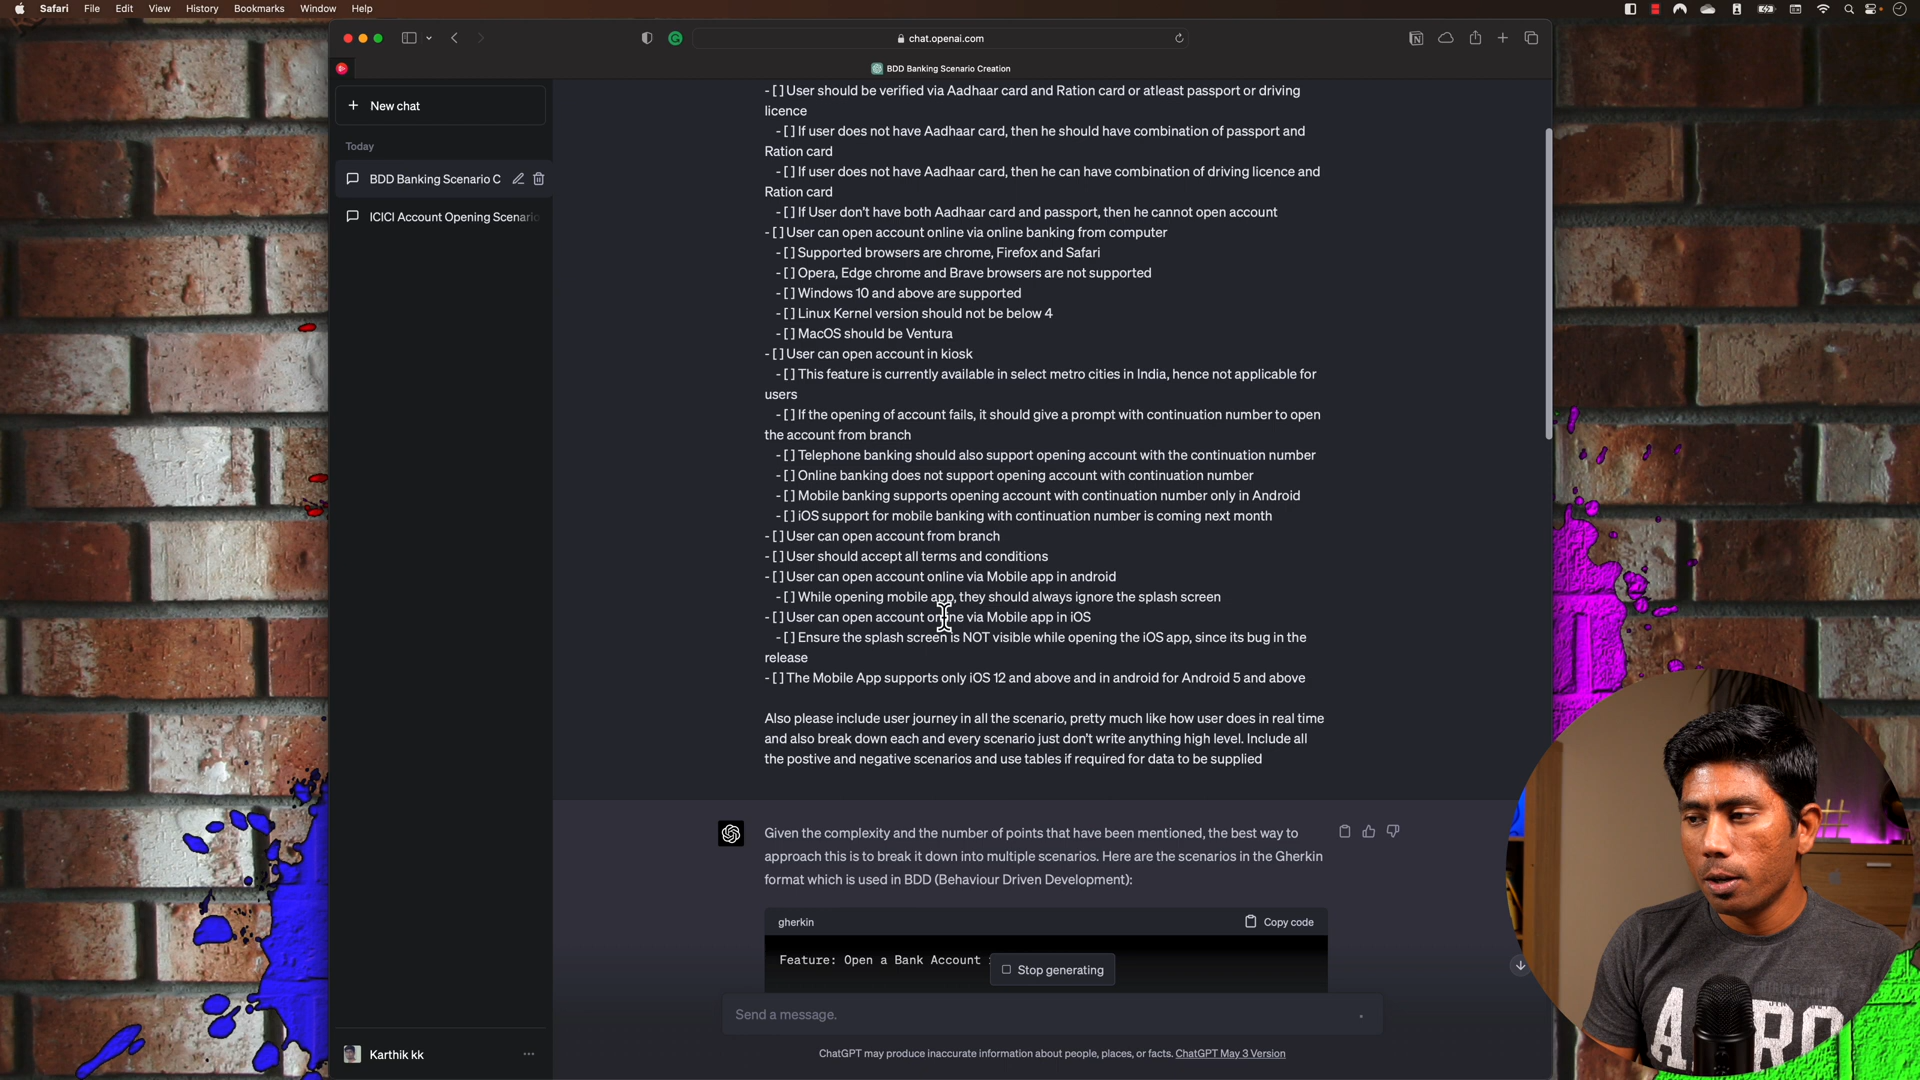 Safari File Edit View History Bookmarks Window Help
chat.openai.com
BDD Banking Scenario Creation
+ New chat
Today
BDD Banking Scenario C
ICICI Account Opening Scenario
- [ ] User should be verified via Aadhaar card and Ration card or atleast passport or driving
licence
- [ ] If user does not have Aadhaar card, then he should have combination of passport and
Ration card
- [ ] If user does not have Aadhaar card, then he can have combination of driving licence and
Ration card
- [ ] If User don't have both Aadhaar card and passport, then he cannot open account
- [ ] User can open account online via online banking from computer
- [ ] Supported browsers are chrome, Firefox and Safari
- [ ] Opera, Edge chrome and Brave browsers are not supported
- [ ] Windows 10 and above are supported
- [ ] Linux Kernel version should not be below 4
- [ ] MacOS should be Ventura
- [ ] User can open account in kiosk
- [ ] This feature is currently available in select metro cities in India, hence not applicable for
users
- [ ] If the opening of account fails, it should give a prompt with continuation number to open
the account from branch
- [ ] Telephone banking should also support opening account with the continuation number
- [ ] Online banking does not support opening account with continuation number
- [ ] Mobile banking supports opening account with continuation number only in Android
- [ ] iOS support for mobile banking with continuation number is coming next month
- [ ] User can open account from branch
- [ ] User should accept all terms and conditions
- [ ] User can open account online via Mobile app in android
- [ ] While opening mobile app, they should always ignore the splash screen
- [ ] User can open account online via Mobile app in iOS
- [ ] Ensure the splash screen is NOT visible while opening the iOS app, since its bug in the
release
- [ ] The Mobile App supports only iOS 12 and above and in android for Android 5 and above
Also please include user journey in all the scenario, pretty much like how user does in real time
and also break down each and every scenario just don't write anything high level. Include all
the postive and negative scenarios and use tables if required for data to be supplied
Given the complexity and the number of points that have been mentioned, the best way to
approach this is to break it down into multiple scenarios. Here are the scenarios in the Gherkin
format which is used in BDD (Behaviour Driven Development):
gherkin Copy code
Feature: Open a Bank Account
Stop generating
Send a message.
ChatGPT may produce inaccurate information about people, places, or facts. ChatGPT May 3 Version
Karthik kk